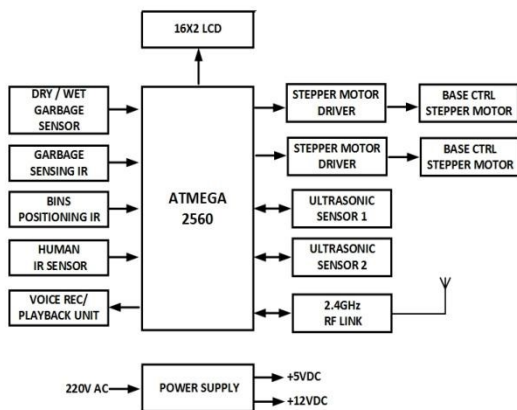 16X2 LCD
DRY / WET
GARBAGE
SENSOR
GARBAGE
SENSING IR
BINS
POSITIONING IR
HUMAN
IR SENSOR
VOICE REC/
PLAYBACK UNIT
ATMEGA
2560
STEPPER MOTOR
DRIVER
BASE CTRL
STEPPER MOTOR
STEPPER MOTOR
DRIVER
BASE CTRL
STEPPER MOTOR
ULTRASONIC
SENSOR 1
ULTRASONIC
SENSOR 2
2.4GHz
RF LINK
220V AC
POWER SUPPLY
+5VDC
+12VDC